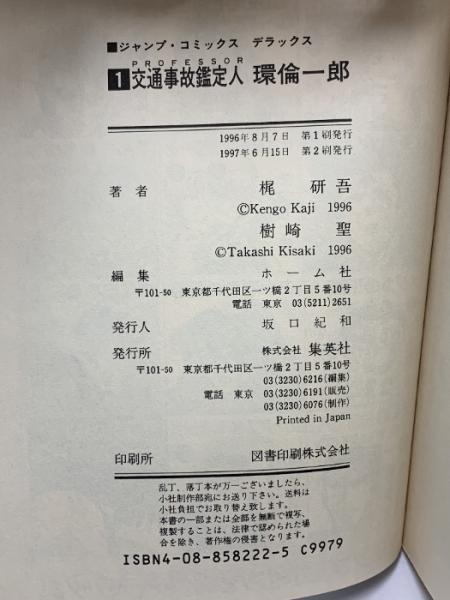 ■ジャンプ・コミックス デラックス
PROFESSOR
1 交通事故鑑定人 環倫一郎
1996年8月7日 第1刷発行
1997年6月15日 第2刷発行
著者 梶研吾
©Kengo Kaji 1996
樹崎聖
©Takashi Kisaki 1996
編集 ホーム社
〒101-50 東京都千代田区一ツ橋2丁目5番10号
電話 東京 03(5211)2651
発行人 坂口紀和
発行所 株式会社 集英社
〒101-50 東京都千代田区一ツ橋2丁目5番10号
03(3230)6216(編集)
電話 東京 03(3230)6191(販売)
03(3230)6076(制作)
Printed in Japan
印刷所 図書印刷株式会社
乱丁、落丁本が万一ございましたら、
小社制作部宛にお送り下さい。送料は
小社負担でお取り替え致します。
本書の一部または全部を無断で複写、
複製することは、法律で認められた場
合を除き、著作権の侵害となります。
ISBN4-08-858222-5 C9979